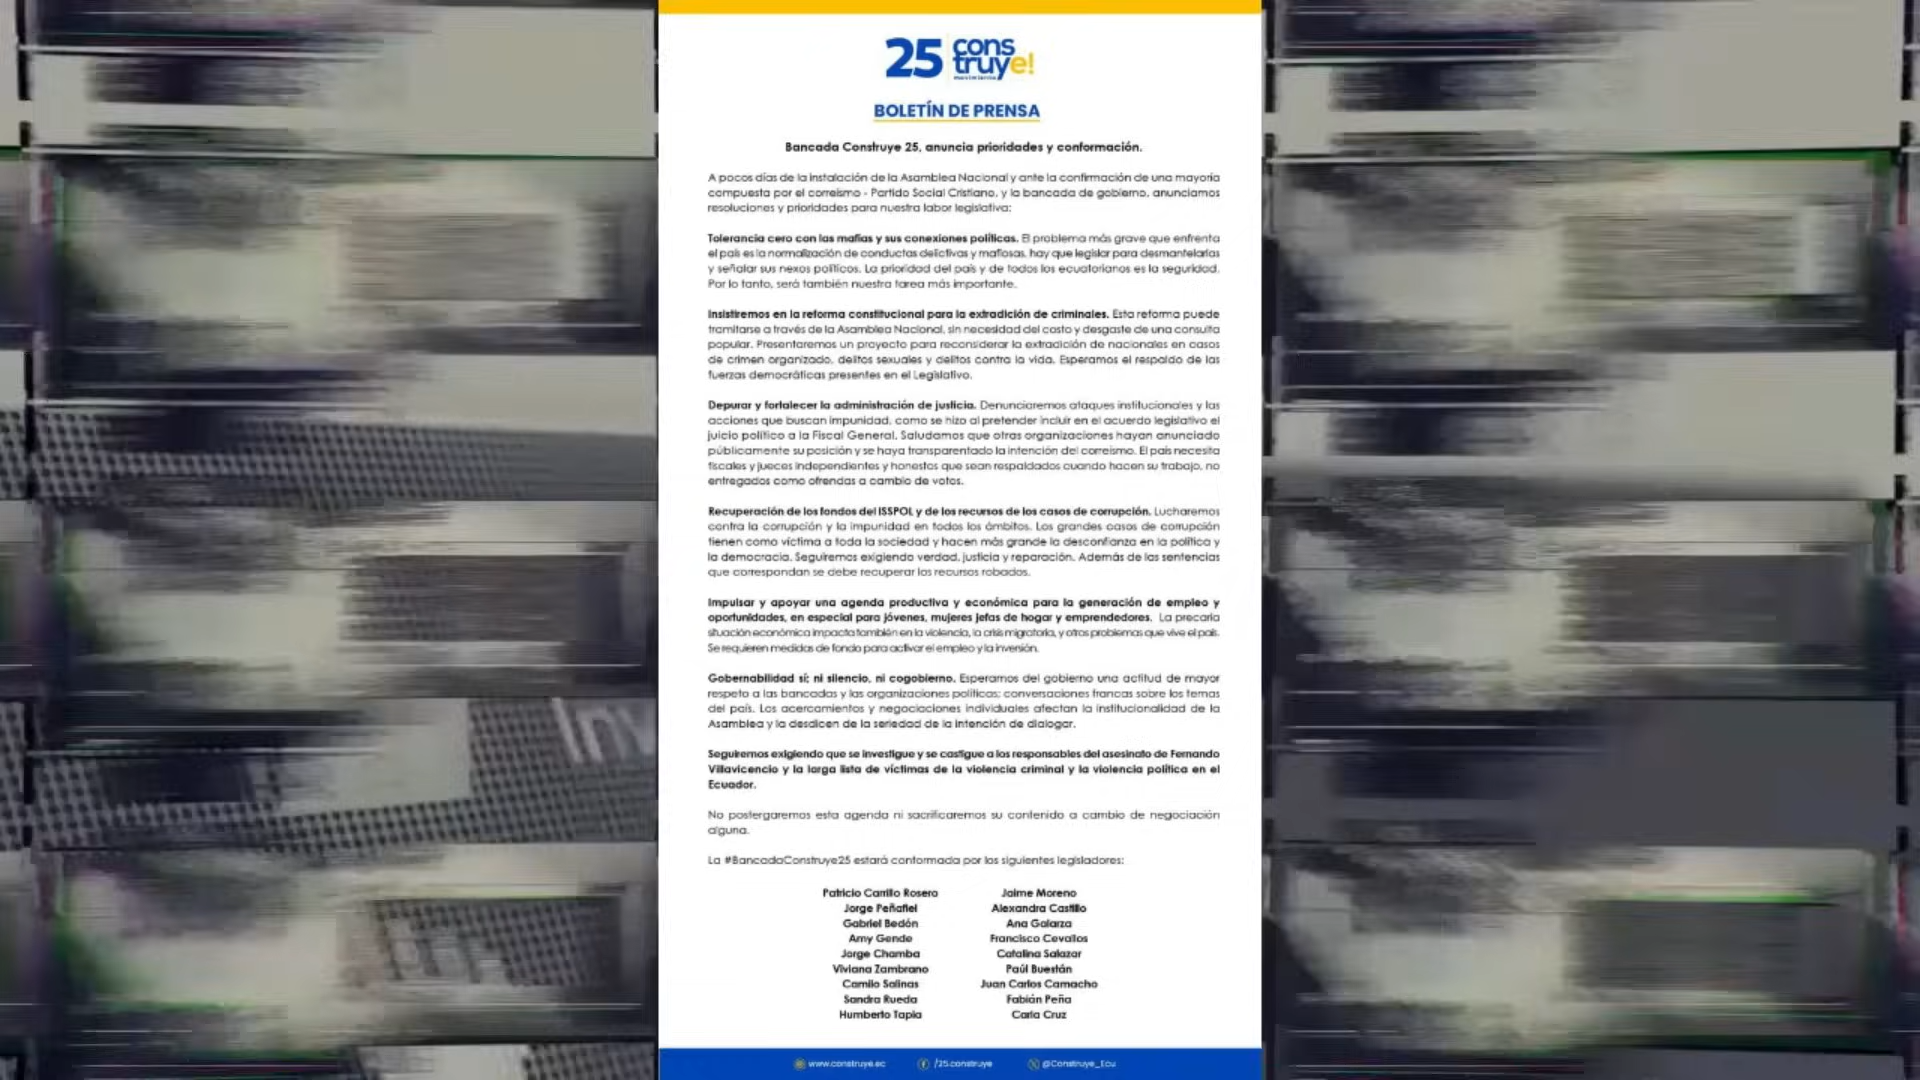 25 cons
truye!
BOLETÍN DE PRENSA
Bancada Construye 25, anuncia prioridades y conformación.
A pocos días de la instalación de la Asamblea Nacional y ante la confirmación de una mayoría
compuesta por el correísmo - Partido Social Cristiano, y la bancada de gobierno, anunciamos
resoluciones y prioridades para nuestra labor legislativa:
Tolerancia cero con las mafias y sus conexiones políticas. El problema más grave que enfrenta
el país es la normalización de conductas delictivas y mafiosas, hay que legislar para desmantelarlas
y señalar sus nexos políticos. La prioridad del país y de todos los ecuatorianos es la seguridad.
Por lo tanto, será también nuestra tarea más importante.
Insistiremos en la reforma constitucional para la extradición de criminales. Esta reforma puede
tramitarse a través de la Asamblea Nacional, sin necesidad del costo y desgaste de una consulta
popular. Presentaremos un proyecto para reconsiderar la extradición de nacionales en casos
de crimen organizado, delitos sexuales y delitos contra la vida. Esperamos el respaldo de las
fuerzas democráticas presentes en el Legislativo.
Depurar y fortalecer la administración de justicia. Denunciaremos ataques institucionales y las
acciones que buscan impunidad, como se hizo al pretender incluir en el acuerdo legislativo el
juicio político a la Fiscal General. Saludamos que otras organizaciones hayan anunciado
públicamente su posición y se haya transparentado la intención del correísmo. El país necesita
fiscales y jueces independientes y honestos que sean respaldados cuando hacen su trabajo, no
entregados como ofrendas a cambio de votos.
Recuperación de los fondos del ISSPOL y de los recursos de los casos de corrupción. Lucharemos
contra la corrupción y la impunidad en todos los ámbitos. Los grandes casos de corrupción
tienen como víctima a toda la sociedad y hacen más grande la desconfianza en la política y
la democracia. Seguiremos exigiendo verdad, justicia y reparación. Además de las sentencias
que correspondan se debe recuperar los recursos robados.
Impulsar y apoyar una agenda productiva y económica para la generación de empleo y
oportunidades, en especial para jóvenes, mujeres jefas de hogar y emprendedores. La precaria
situación económica impacta también en la violencia, la crisis migratoria, y otros problemas que vive el país.
Se requieren medidas de fondo para activar el empleo y la inversión.
Gobernabilidad sí; ni silencio, ni cogobierno. Esperamos del gobierno una actitud de mayor
respeto a las bancadas y las organizaciones políticas; conversaciones francas sobre los temas
del país. Los acercamientos y negociaciones individuales afectan la institucionalidad de la
Asamblea y la desdicen de la seriedad de la intención de dialogar.
Seguiremos exigiendo que se investigue y se castigue a los responsables del asesinato de Fernando
Villavicencio y la larga lista de víctimas de la violencia criminal y la violencia política en el
Ecuador.
No postergaremos esta agenda ni sacrificaremos su contenido a cambio de negociación
alguna.
La #BancadaConstruye25 estará conformada por los siguientes legisladores:
Patricio Carrillo Rosero Jaime Moreno
Jorge Peñafiel Alexandra Castillo
Gabriel Bedón Ana Galarza
Amy Gende Francisco Cevallos
Jorge Chamba Catalina Salazar
Viviana Zambrano Paúl Buestán
Camilo Salinas Juan Carlos Camacho
Sandra Rueda Fabián Peña
Humberto Tapia Carla Cruz
www.construye.ec /25.construye @Construye_Ecu
Inv